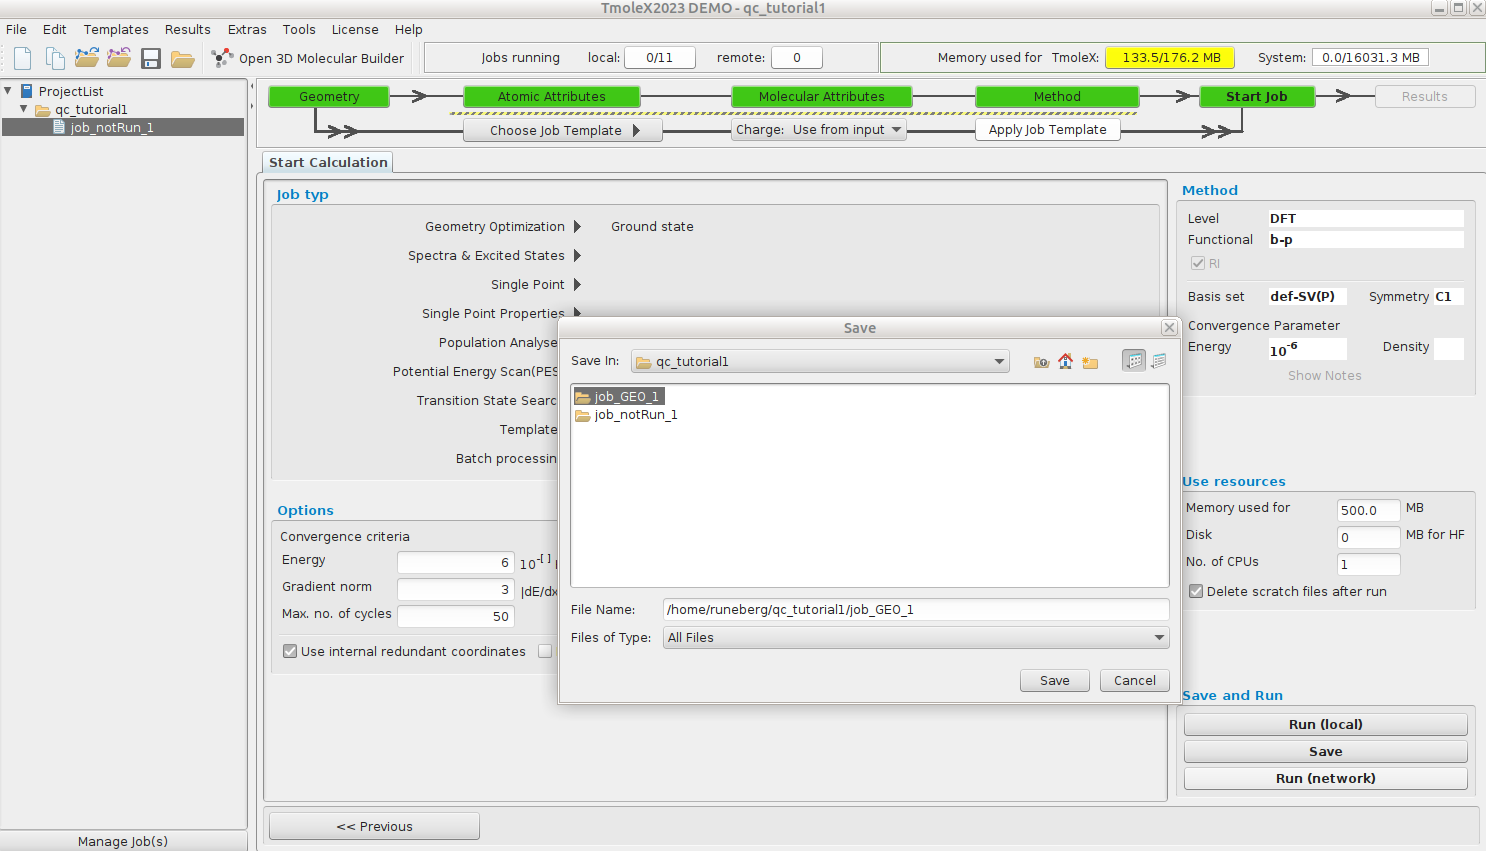 TmoleX2023 DEMO - qc_tutorial1
File Edit Templates Results Extras Tools License Help
Open 3D Molecular Builder Jobs running local: 0/11 remote: 0 Memory used for TmoleX: 133.5/176.2 MB System: 0.0/16031.3 MB
ProjectList
qc_tutorial1
job_notRun_1
Manage Job(s)
Geometry Atomic Attributes Molecular Attributes Method Start Job Results
Choose Job Template Charge: Use from input Apply Job Template
Start Calculation
Job typ
Geometry Optimization Ground state
Spectra & Excited States
Single Point
Single Point Properties
Population Analyse
Potential Energy Scan(PES
Transition State Searc
Template
Batch processin
Options
Convergence criteria
Energy 6 10-[ ]
Gradient norm 3 |dE/dx
Max. no. of cycles 50
Use internal redundant coordinates
<< Previous
Save
Save In: qc_tutorial1
job_GEO_1
job_notRun_1
File Name: /home/runeberg/qc_tutorial1/job_GEO_1
Files of Type: All Files
Save Cancel
Method
Level DFT
Functional b-p
RI
Basis set def-SV(P) Symmetry C1
Convergence Parameter
Energy 10-6 Density
Show Notes
Use resources
Memory used for 500.0 MB
Disk 0 MB for HF
No. of CPUs 1
Delete scratch files after run
Save and Run
Run (local)
Save
Run (network)